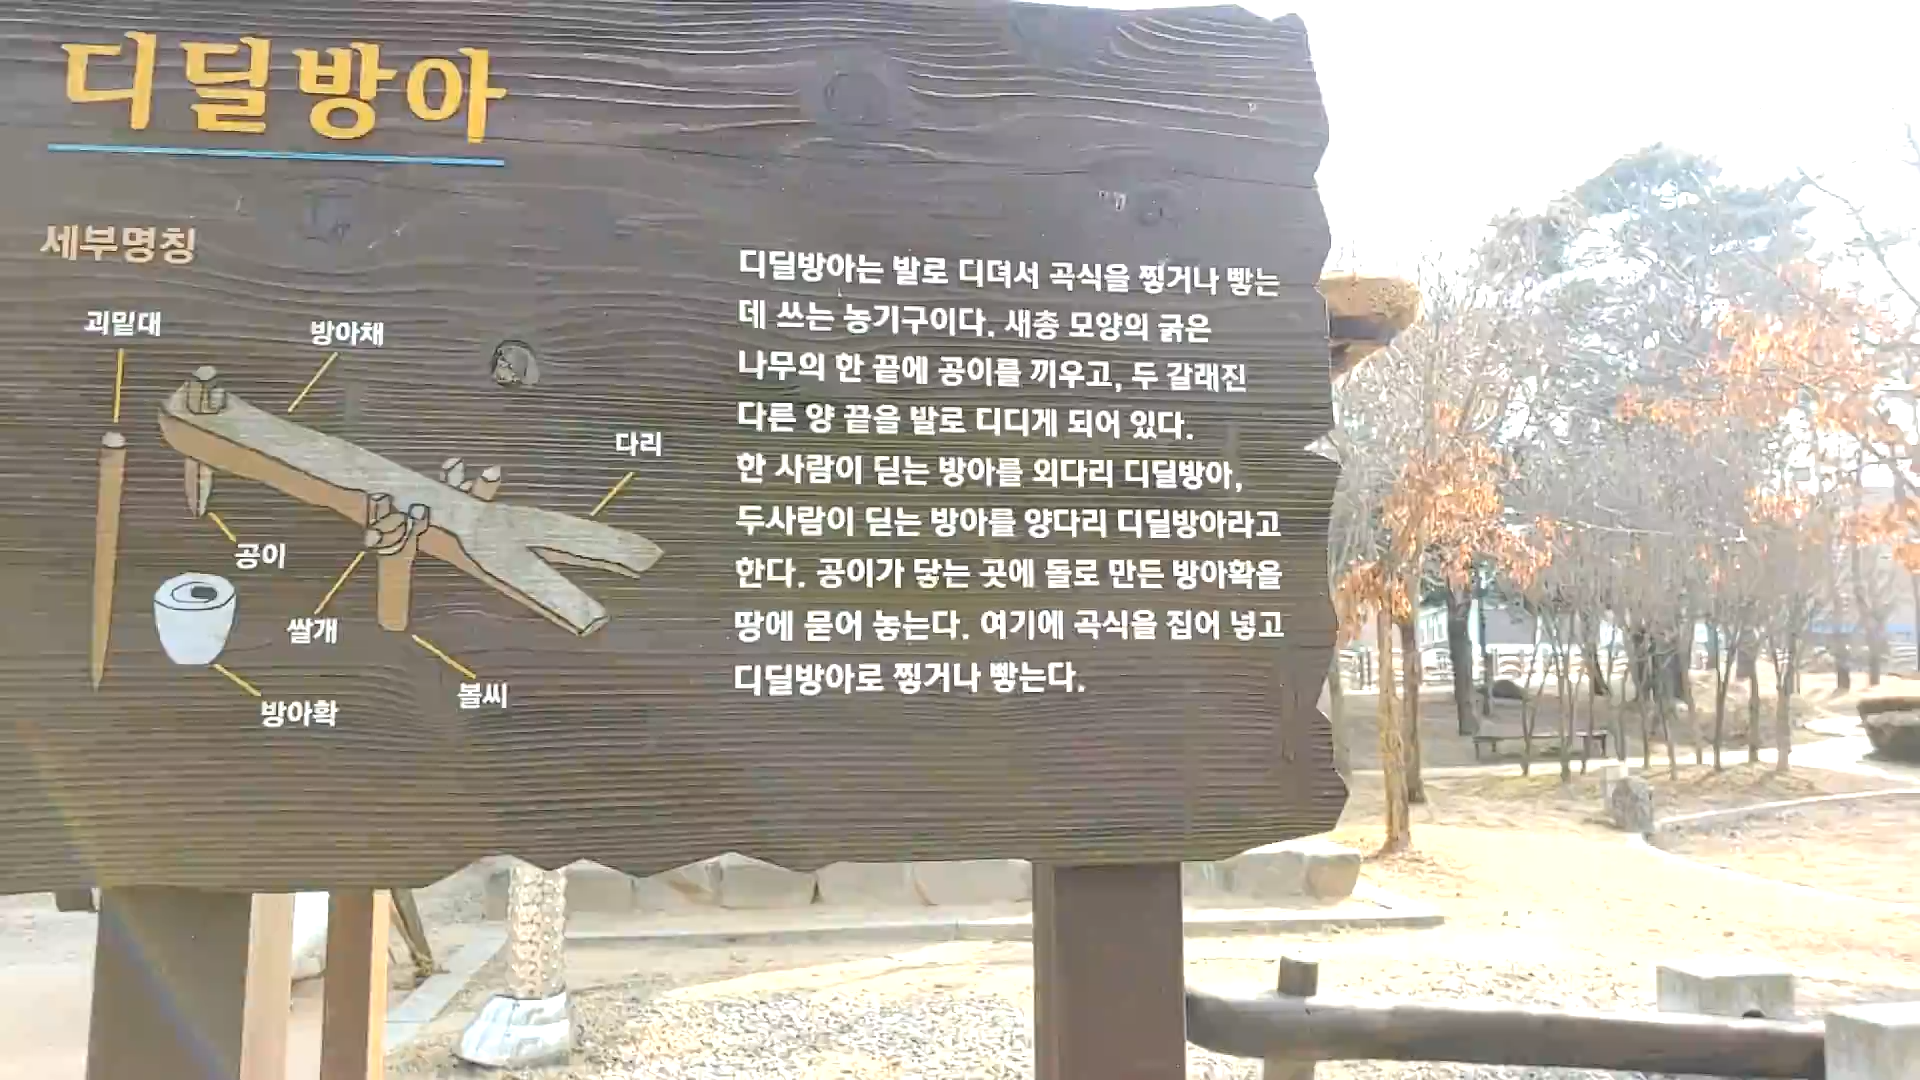 디딜방아
세부명칭
괴밑대
방아채
다리
공이
쌀개
볼씨
방아확
디딜방아는 발로 디뎌서 곡식을 찧거나 빻는
데 쓰는 농기구이다. 새총 모양의 굵은
나무의 한 끝에 공이를 끼우고, 두 갈래진
다른 양 끝을 발로 디디게 되어 있다.
한 사람이 딛는 방아를 외다리 디딜방아,
두사람이 딛는 방아를 양다리 디딜방아라고
한다. 공이가 닿는 곳에 돌로 만든 방아확을
땅에 묻어 놓는다. 여기에 곡식을 집어 넣고
디딜방아로 찧거나 빻는다.